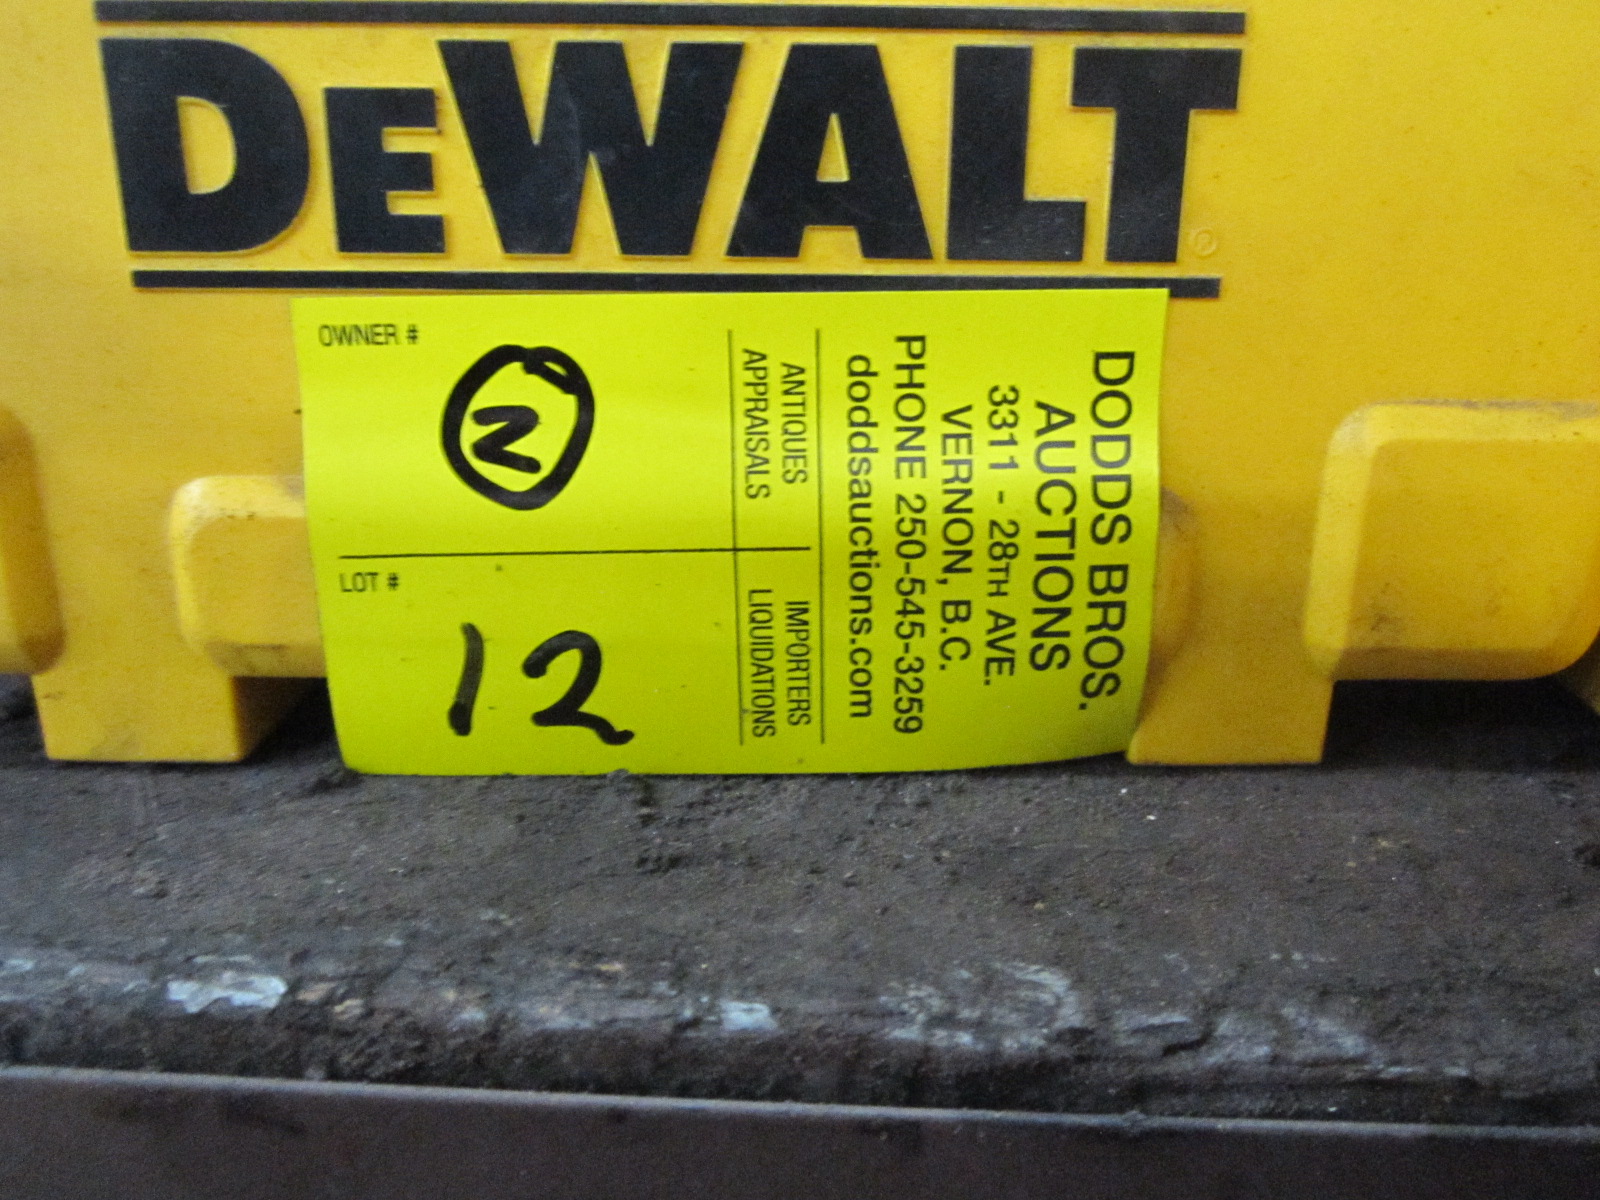 DEWALT
OWNER #
N
LOT #
12
ANTIQUES
APPRAISALS
IMPORTERS
LIQUIDATIONS
DODDS BROS.
AUCTIONS
3311 - 28TH AVE.
VERNON, B.C.
PHONE 250-545-3259
doddsauctions.com